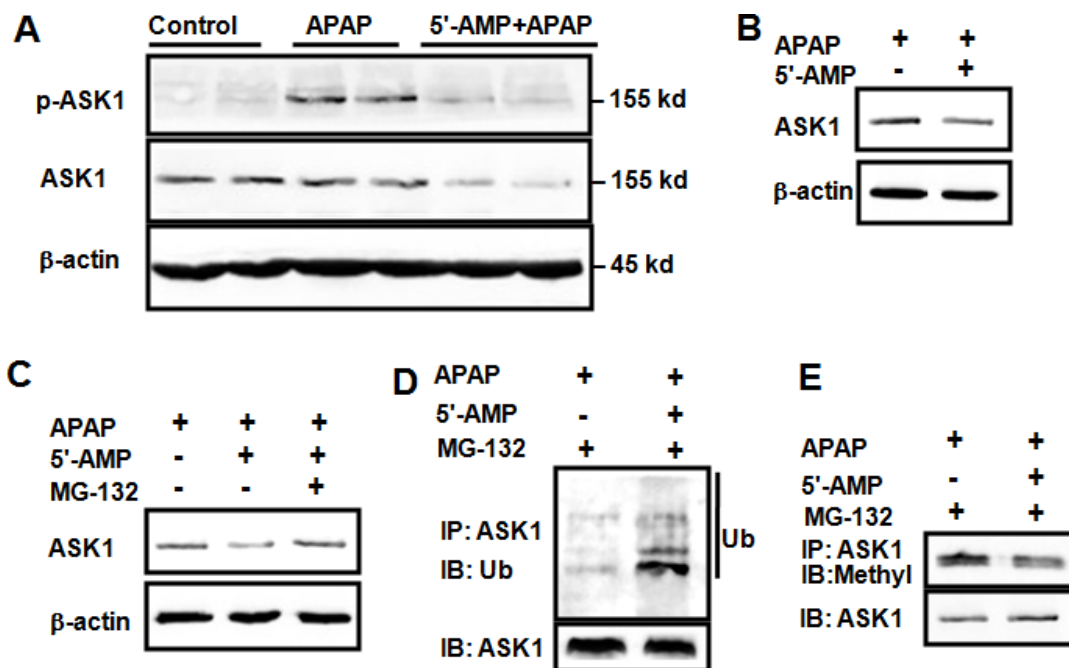 A
Control APAP 5'-AMP+APAP
p-ASK1 155 kd
ASK1 155 kd
β-actin 45 kd
B
APAP + +
5'-AMP - +
ASK1
β-actin
C
APAP + + +
5'-AMP - + +
MG-132 - - +
ASK1
β-actin
D
APAP + +
5'-AMP - +
MG-132 + +
IP: ASK1
IB: Ub
Ub
IB: ASK1
E
APAP + +
5'-AMP - +
MG-132 + +
IP: ASK1
IB:Methyl
IB: ASK1